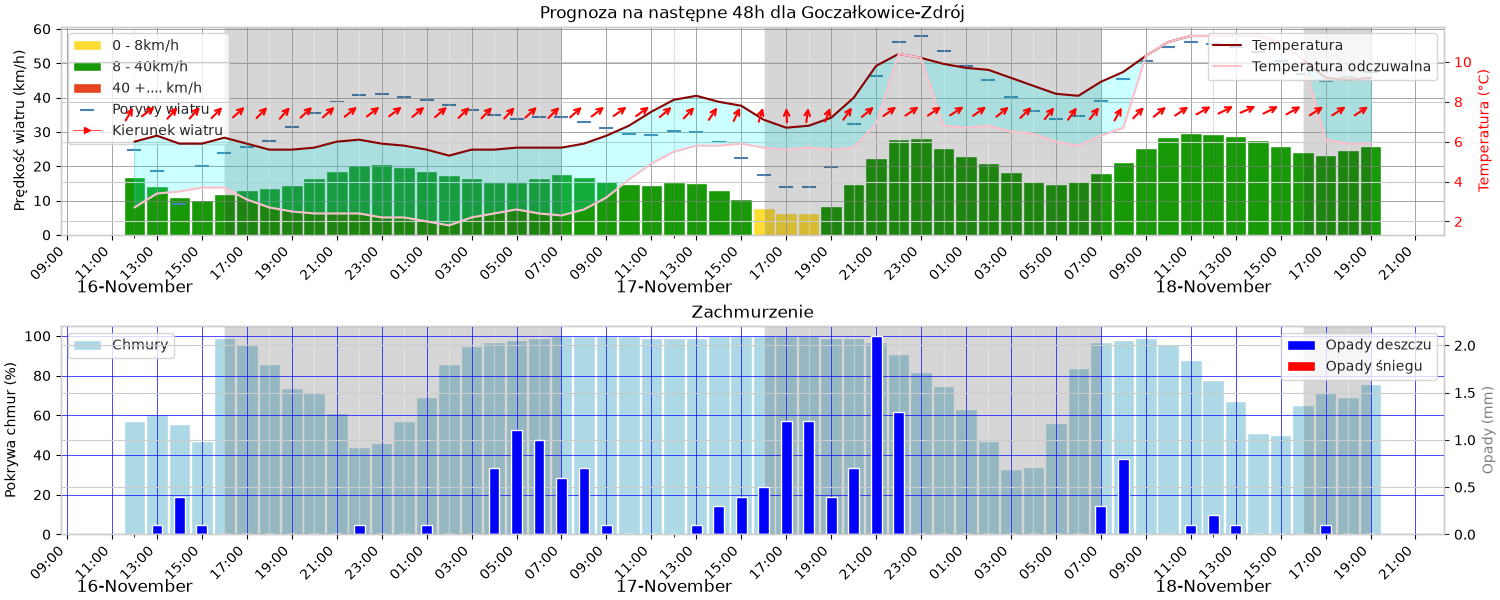 Prognoza na następne 48h dla Goczałkowice-Zdrój
Prędkość wiatru (km/h)
60
50
40
30
20
10
0
0 - 8km/h
8 - 40km/h
40 +.... km/h
Porywy wiatru
Kierunek wiatru
Temperatura
Temperatura odczuwalna
10
8
6
4
2
Temperatura (°C)
09:00 11:00 13:00 15:00 17:00 19:00 21:00 23:00 01:00 03:00 05:00 07:00 09:00 11:00 13:00 15:00 17:00 19:00 21:00 23:00 01:00 03:00 05:00 07:00 09:00 11:00 13:00 15:00 17:00 19:00 21:00
16-November 17-November 18-November
Zachmurzenie
Pokrywa chmur (%)
100
80
60
40
20
0
Chmury
Opady deszczu
Opady śniegu
2.0
1.5
1.0
0.5
0.0
Opady (mm)
09:00 11:00 13:00 15:00 17:00 19:00 21:00 23:00 01:00 03:00 05:00 07:00 09:00 11:00 13:00 15:00 17:00 19:00 21:00 23:00 01:00 03:00 05:00 07:00 09:00 11:00 13:00 15:00 17:00 19:00 21:00
16-November 17-November 18-November